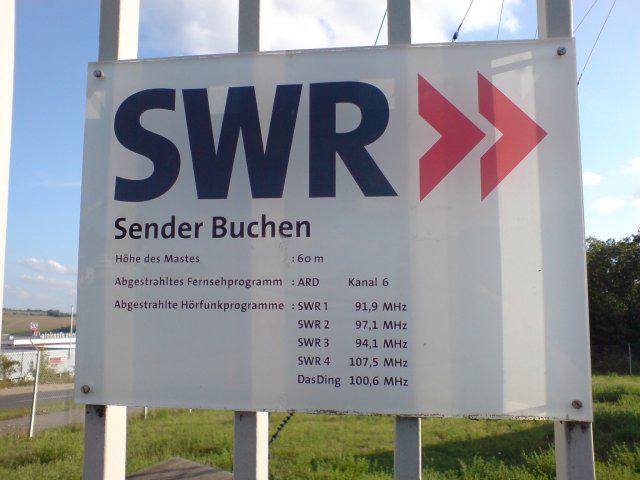 SWR
Sender Buchen
Höhe des Mastes : 60 m
Abgestrahltes Fernsehprogramm : ARD Kanal 6
Abgestrahlte Hörfunkprogramme : SWR 1 91,9 MHz
SWR 2 97,1 MHz
SWR 3 94,1 MHz
SWR 4 107,5 MHz
DasDing 100,6 MHz